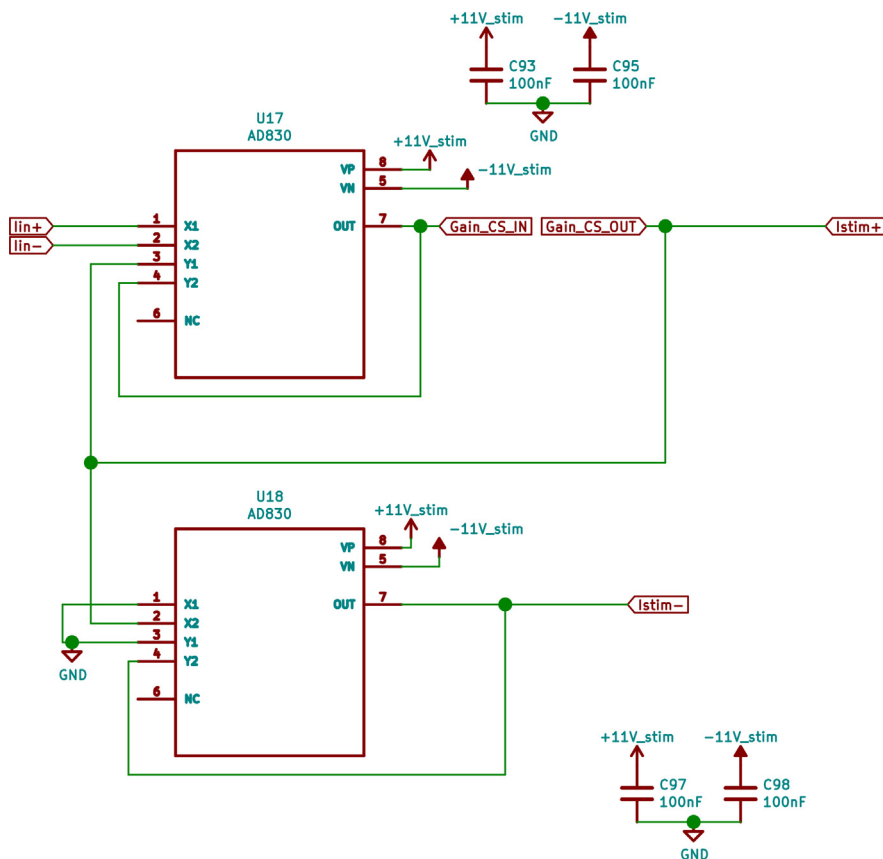 +11V_stim
-11V_stim
C93
100nF
C95
100nF
GND
U17
AD830
+11V_stim
-11V_stim
VP
8
VN
5
OUT
7
Iin+
Iin-
1
X1
2
X2
3
Y1
4
Y2
6
NC
Gain_CS_IN
Gain_CS_OUT
Istim+
U18
AD830
+11V_stim
-11V_stim
VP
8
VN
5
OUT
7
1
X1
2
X2
3
Y1
4
Y2
6
NC
GND
Istim-
+11V_stim
-11V_stim
C97
100nF
C98
100nF
GND